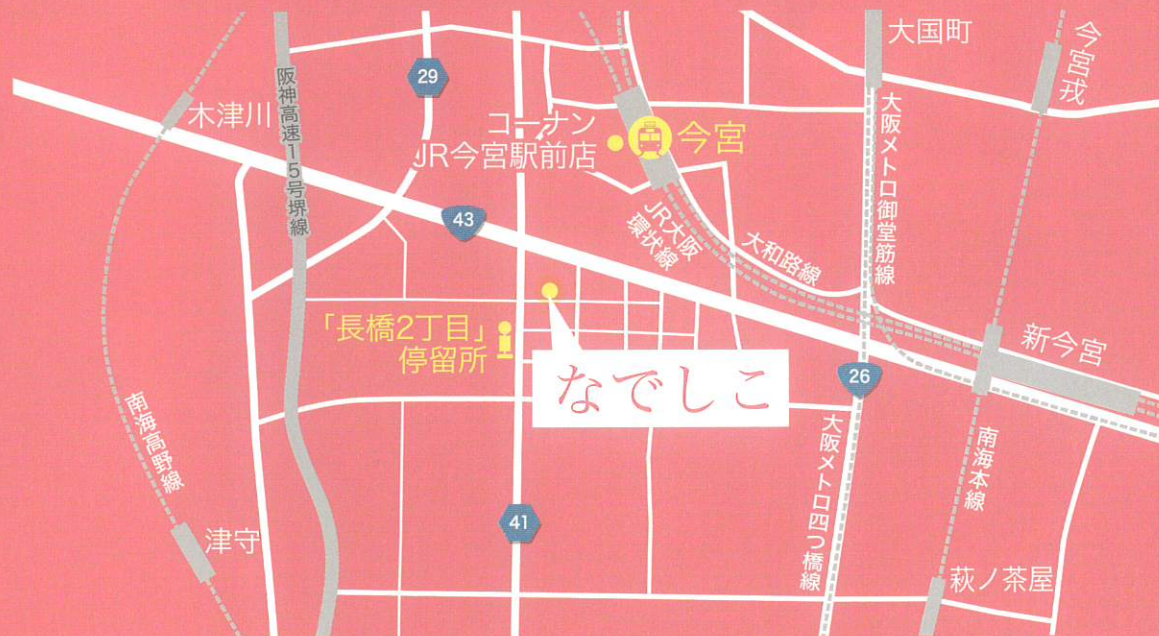 大国町
今宮戎
29
阪神高速15号堺線
木津川
コーナン
JR今宮駅前店
今宮
大阪メトロ御堂筋線
43
JR大阪
環状線
大和路線
「長橋2丁目」
停留所
新今宮
なでしこ
26
南海高野線
大阪メトロ四つ橋線
南海本線
41
津守
萩ノ茶屋